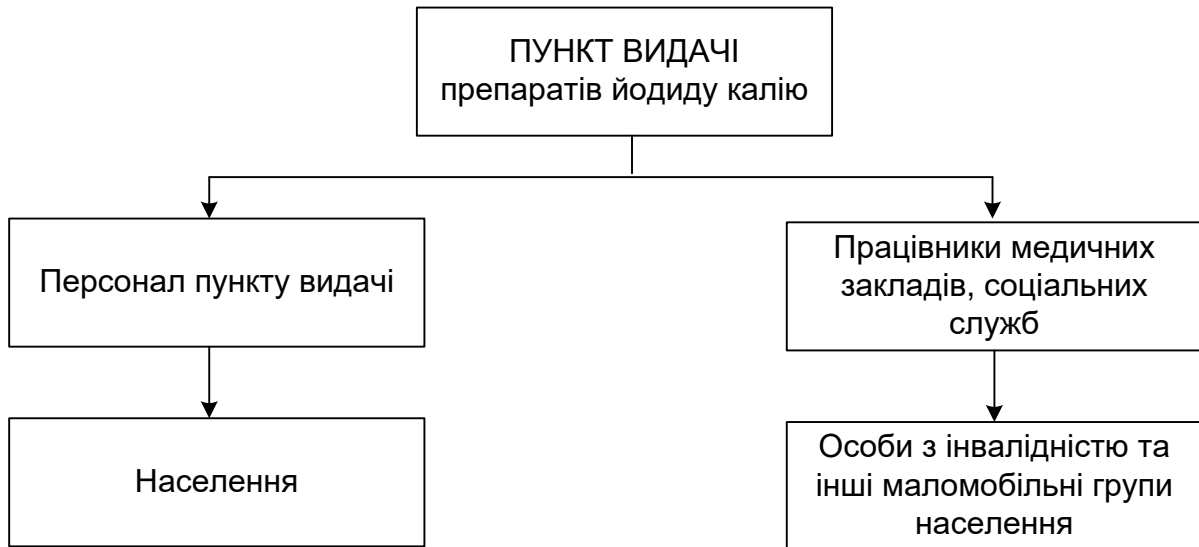 ПУНКТ ВИДАЧІ
препаратів йодиду калію
Персонал пункту видачі
Працівники медичних
закладів, соціальних
служб
Населення
Особи з інвалідністю та
інші маломобільні групи
населення